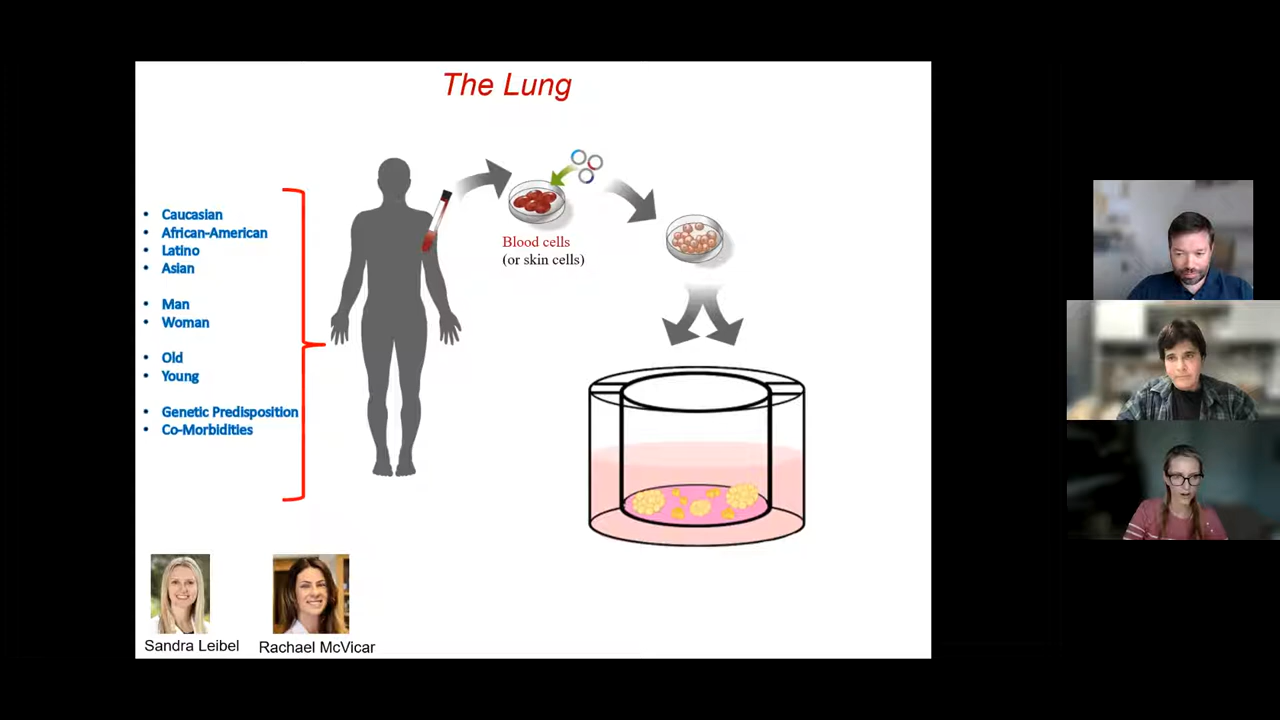 The Lung
• Caucasian
• African-American
• Latino
• Asian
• Man
• Woman
• Old
• Young
• Genetic Predisposition
• Co-Morbidities
Blood cells
(or skin cells)
Sandra Leibel
Rachael McVicar